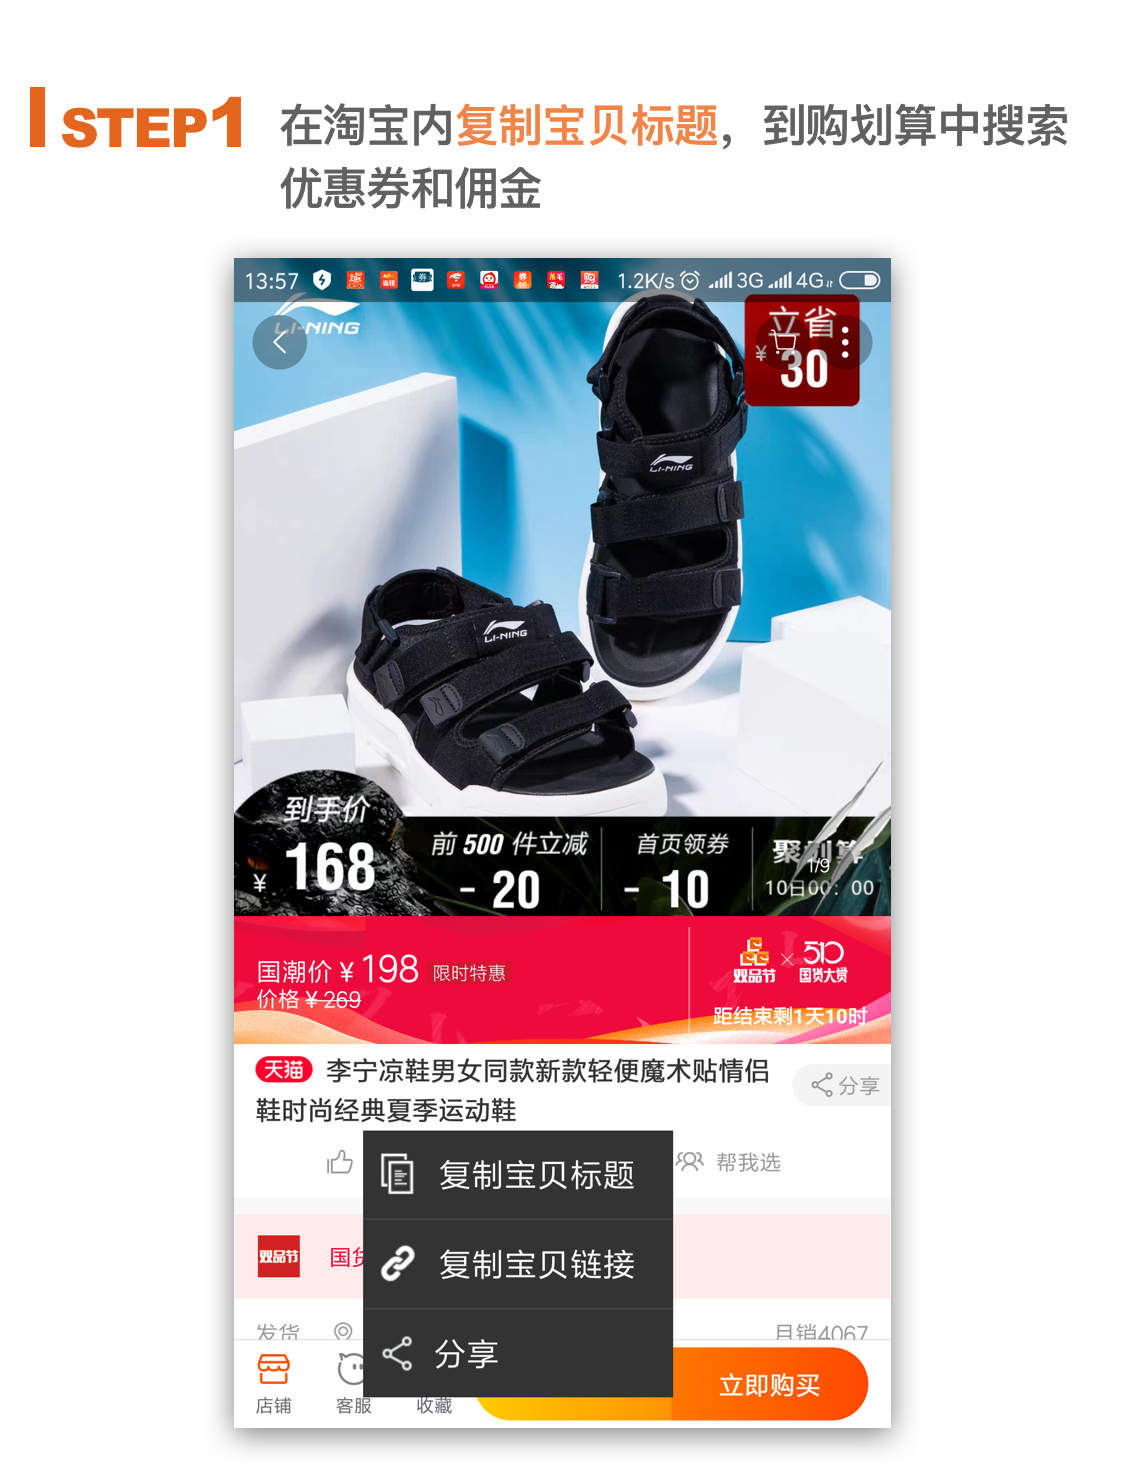 STEP1 在淘宝内复制宝贝标题，到购划算中搜索
优惠券和佣金
13:57 1.2K/s 3G 4G
LI-NING
立省
¥ 30
LI-NING
LI-NING
到手价
¥ 168
前 500 件立减
- 20
首页领券
- 10
聚划算
1/9
10日00：00
国潮价 ¥ 198 限时特惠
价格 ¥ 269
双品节 × 510 国货大赏
距结束剩1天10时
天猫 李宁凉鞋男女同款新款轻便魔术贴情侣
鞋时尚经典夏季运动鞋
分享
复制宝贝标题
帮我选
双品节 国货
复制宝贝链接
发货
月销4067
分享
店铺 客服 收藏
立即购买